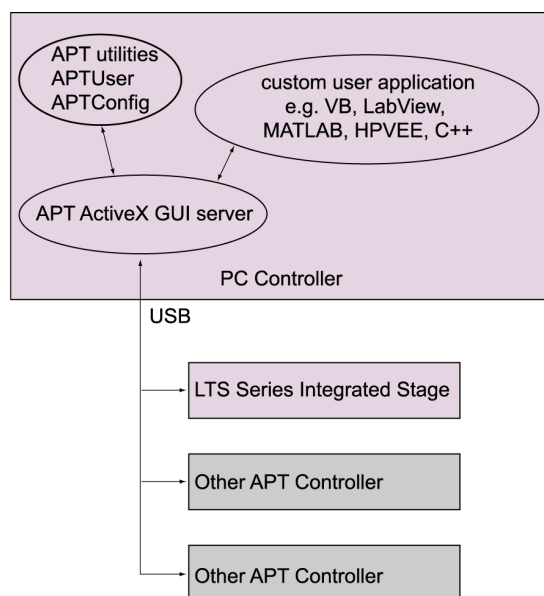 APT utilities
APTUser
APTConfig
custom user application
e.g. VB, LabView,
MATLAB, HPVEE, C++
APT ActiveX GUI server
PC Controller
USB
LTS Series Integrated Stage
Other APT Controller
Other APT Controller